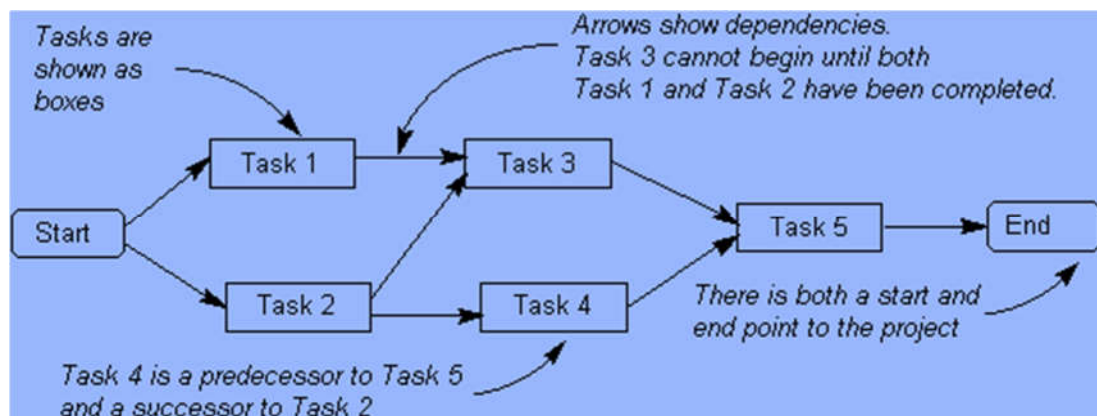 Tasks are
shown as
boxes
Arrows show dependencies.
Task 3 cannot begin until both
Task 1 and Task 2 have been completed.
Task 1
Task 3
Start
Task 5
End
Task 2
Task 4
There is both a start and
end point to the project
Task 4 is a predecessor to Task 5
and a successor to Task 2